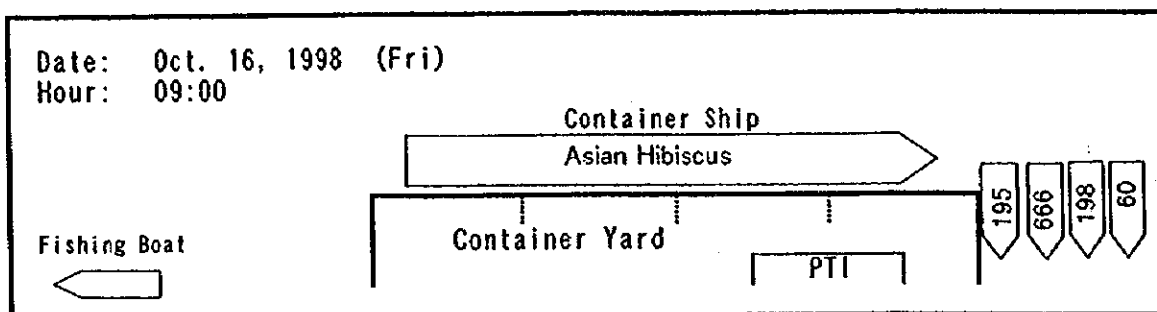 Date: Oct. 16, 1998 (Fri)
Hour: 09:00
Container Ship
Asian Hibiscus
195
666
198
60
Container Yard
Fishing Boat
PTI